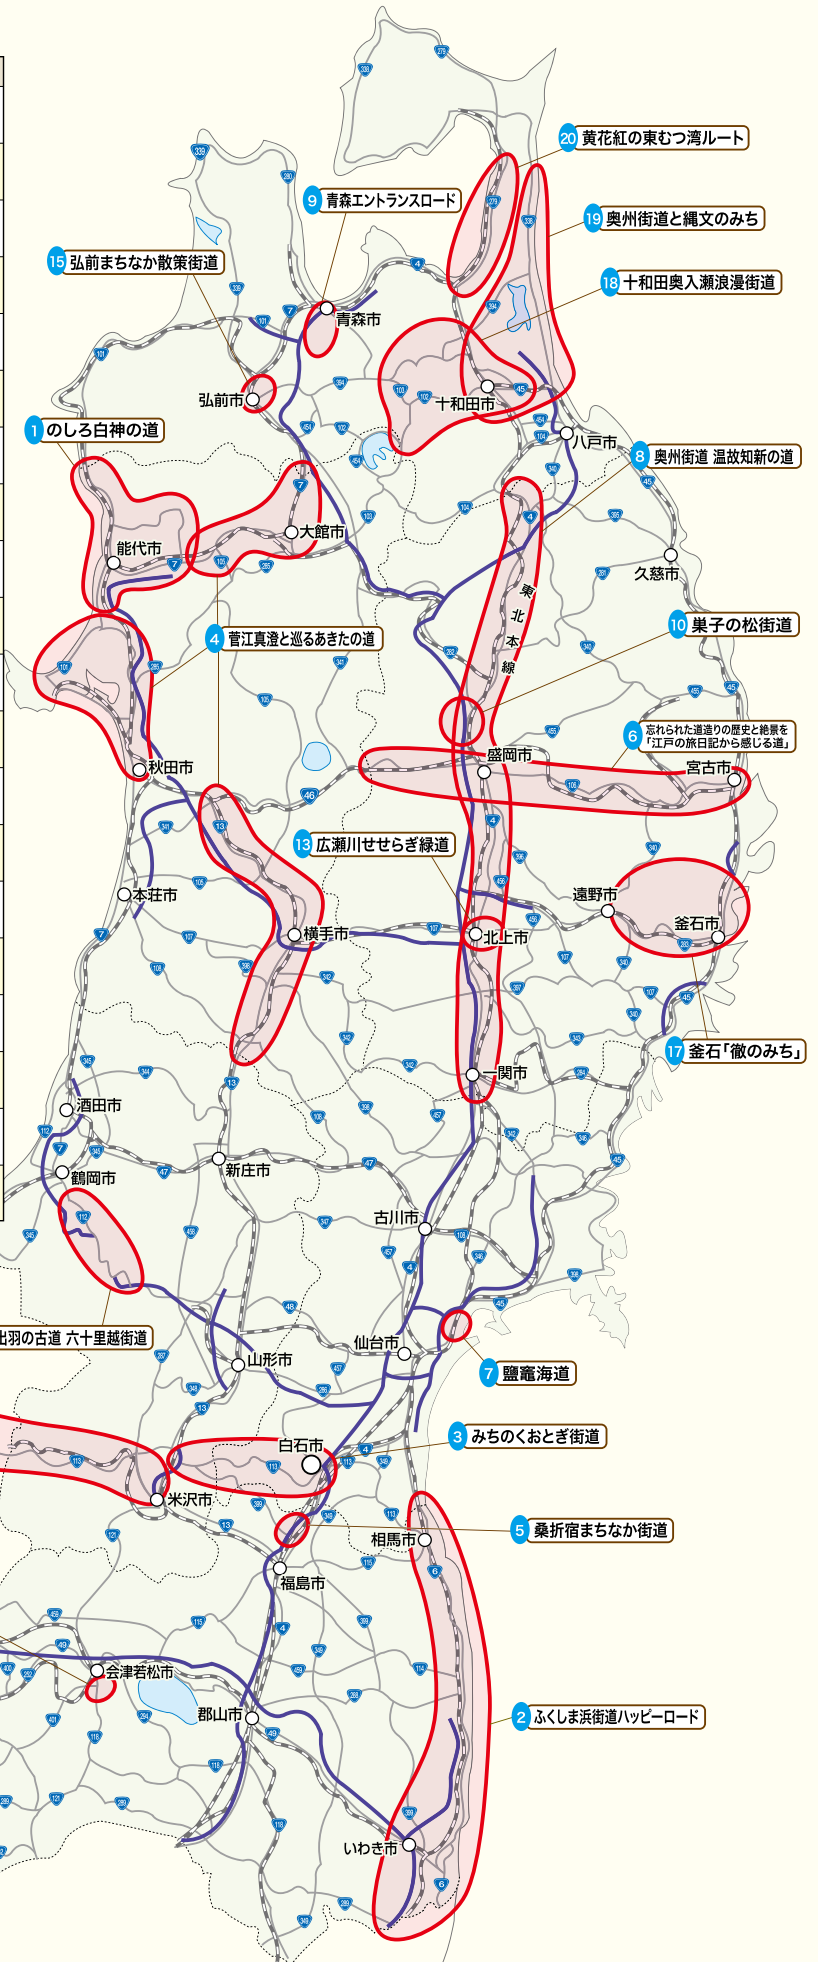 20 黄花紅の東むつ湾ルート
9 青森エントランスロード
19 奥州街道と縄文のみち
15 弘前まちなか散策街道
18 十和田奥入瀬浪漫街道
青森市
弘前市
十和田市
1 のしろ白神の道
八戸市
8 奥州街道 温故知新の道
大館市
能代市
久慈市
東北本線
10 巣子の松街道
4 菅江真澄と巡るあきたの道
6 忘れられた道造りの歴史と絶景を
「江戸の旅日記から感じる道」
盛岡市
宮古市
秋田市
46
13
13 広瀬川せせらぎ緑道
本荘市
遠野市
釜石市
横手市
北上市
17 釜石「徹のみち」
一関市
酒田市
鶴岡市
新庄市
古川市
出羽の古道 六十里越街道
仙台市
山形市
7 鹽竈海道
3 みちのくおとぎ街道
白石市
米沢市
5 桑折宿まちなか街道
相馬市
福島市
会津若松市
郡山市
2 ふくしま浜街道ハッピーロード
いわき市